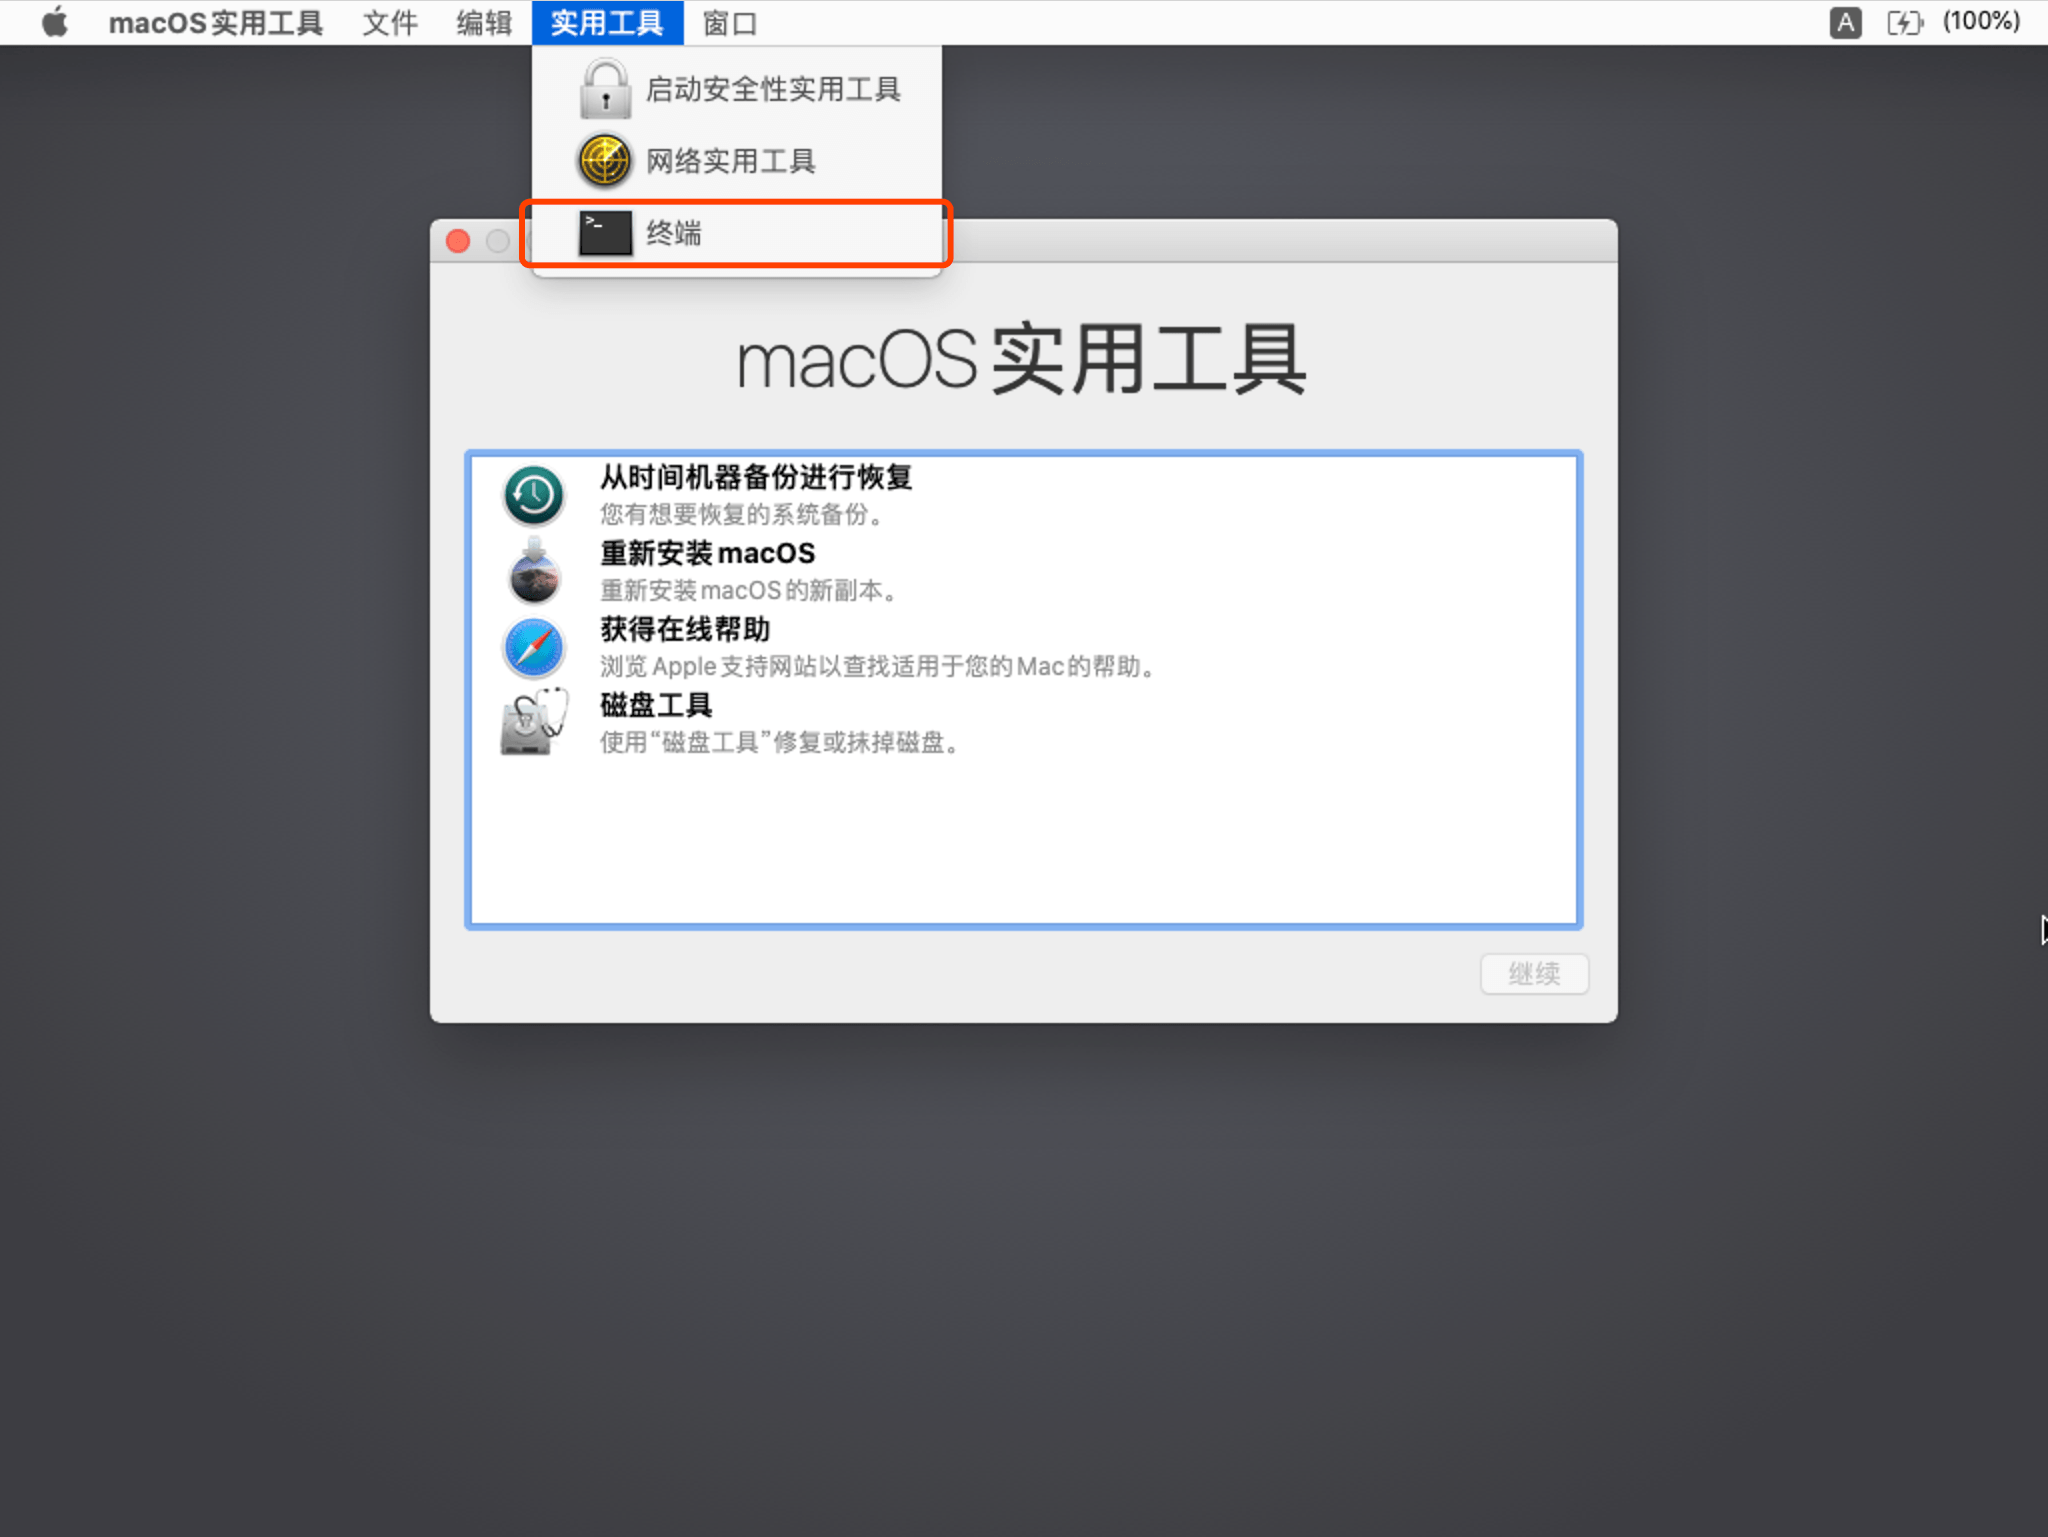 macOS实用工具 文件 编辑 实用工具 窗口 A (100%)
启动安全性实用工具
网络实用工具
>_ 终端
macOS实用工具
从时间机器备份进行恢复
您有想要恢复的系统备份。
重新安装macOS
重新安装macOS的新副本。
获得在线帮助
浏览Apple支持网站以查找适用于您的Mac的帮助。
磁盘工具
使用“磁盘工具”修复或抹掉磁盘。
继续